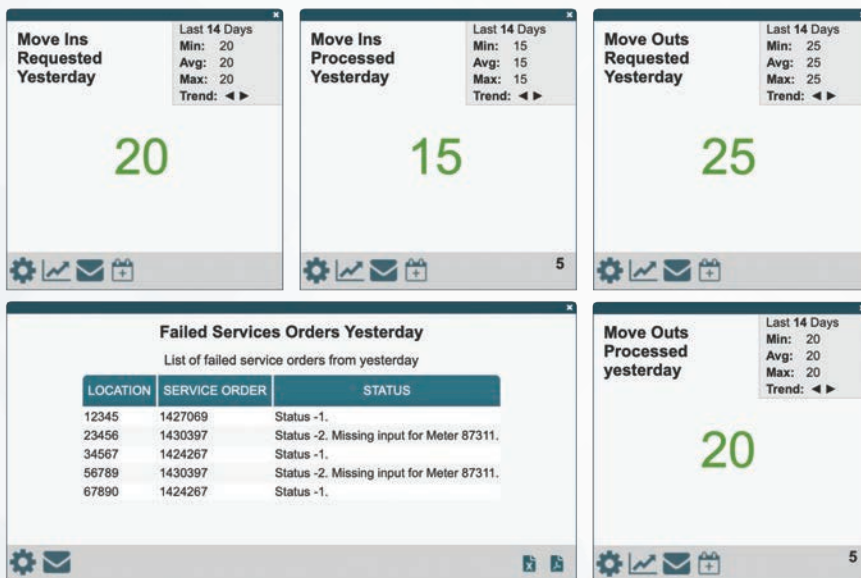 Move Ins
Requested
Yesterday
Last 14 Days
Min: 20
Avg: 20
Max: 20
Trend: ◄ ►
20
Move Ins
Processed
Yesterday
Last 14 Days
Min: 15
Avg: 15
Max: 15
Trend: ◄ ►
15
5
Move Outs
Requested
Yesterday
Last 14 Days
Min: 25
Avg: 25
Max: 25
Trend: ◄ ►
25
Failed Services Orders Yesterday
List of failed service orders from yesterday
LOCATION SERVICE ORDER STATUS
12345 1427069 Status -1.
23456 1430397 Status -2. Missing input for Meter 87311.
34567 1424267 Status -1.
56789 1430397 Status -2. Missing input for Meter 87311.
67890 1424267 Status -1.
Move Outs
Processed
yesterday
Last 14 Days
Min: 20
Avg: 20
Max: 20
Trend: ◄ ►
20
5